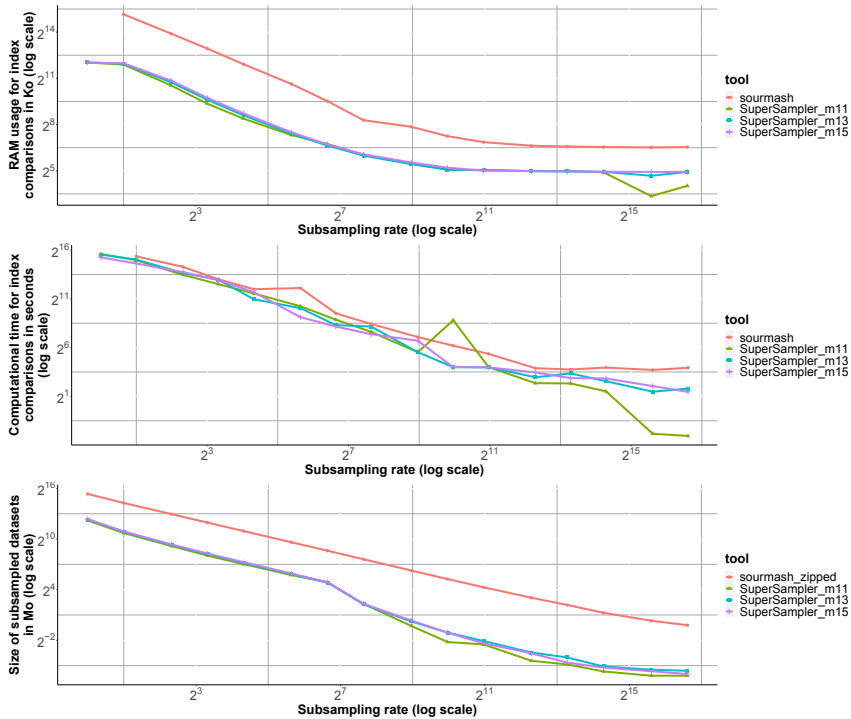 RAM usage for index
comparisons in Ko (log scale)
2^14
2^11
2^8
2^5
2^3
2^7
2^11
2^15
Subsampling rate (log scale)
tool
sourmash
SuperSampler_m11
SuperSampler_m13
SuperSampler_m15
Computational time for index
comparisons in seconds
(log scale)
2^16
2^11
2^6
2^1
2^3
2^7
2^11
2^15
Subsampling rate (log scale)
tool
sourmash
SuperSampler_m11
SuperSampler_m13
SuperSampler_m15
Size of subsampled datasets
in Mo (log scale)
2^16
2^10
2^4
2^−2
2^3
2^7
2^11
2^15
Subsampling rate (log scale)
tool
sourmash_zipped
SuperSampler_m11
SuperSampler_m13
SuperSampler_m15